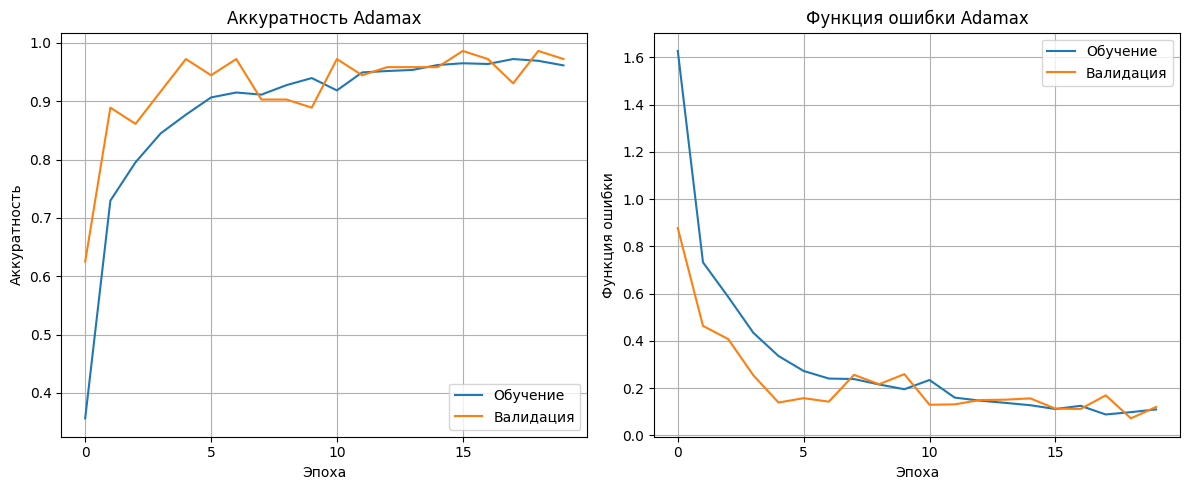 Аккуратность Adamax
Аккуратность
1.0
0.9
0.8
0.7
0.6
0.5
0.4
Обучение
Валидация
0 5 10 15
Эпоха
Функция ошибки Adamax
Функция ошибки
1.6
1.4
1.2
1.0
0.8
0.6
0.4
0.2
0.0
Обучение
Валидация
0 5 10 15
Эпоха